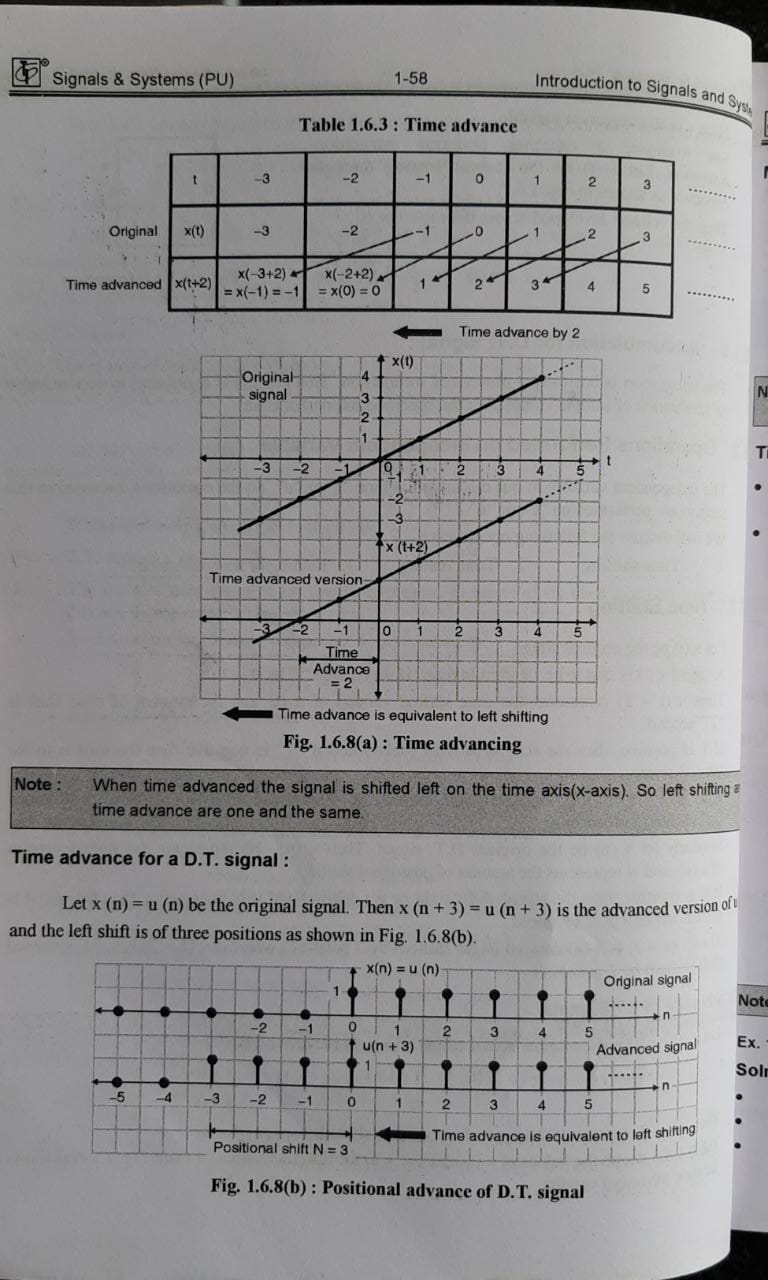 Signals & Systems (PU) 1-58 Introduction to Signals and Syste
Table 1.6.3 : Time advance
t −3 −2 −1 0 1 2 3 ..........
Original x(t) −3 −2 −1 0 1 2 3 ..........
Time advanced x(t+2) x(−3+2) = x(−1) = −1 x(−2+2) = x(0) = 0 1 2 3 4 5 ..........
Time advance by 2
x(t)
Original
signal
4
3
2
1
−3 −2 −1 0 1 2 3 4 5 t
−1
−2
−3
x (t+2)
Time advanced version
−3 −2 −1 0 1 2 3 4 5
Time
Advance
= 2
Time advance is equivalent to left shifting
Fig. 1.6.8(a) : Time advancing
Note : When time advanced the signal is shifted left on the time axis(x-axis). So left shifting
time advance are one and the same.
Time advance for a D.T. signal :
Let x (n) = u (n) be the original signal. Then x (n + 3) = u (n + 3) is the advanced version of u
and the left shift is of three positions as shown in Fig. 1.6.8(b).
x(n) = u (n)
Original signal
1
......
n
−2 −1 0 1 2 3 4 5
u(n + 3)
Advanced signal
1
......
n
−5 −4 −3 −2 −1 0 1 2 3 4 5
Time advance is equivalent to left shifting
Positional shift N = 3
Fig. 1.6.8(b) : Positional advance of D.T. signal
N
Ti
Note
Ex.
Soln